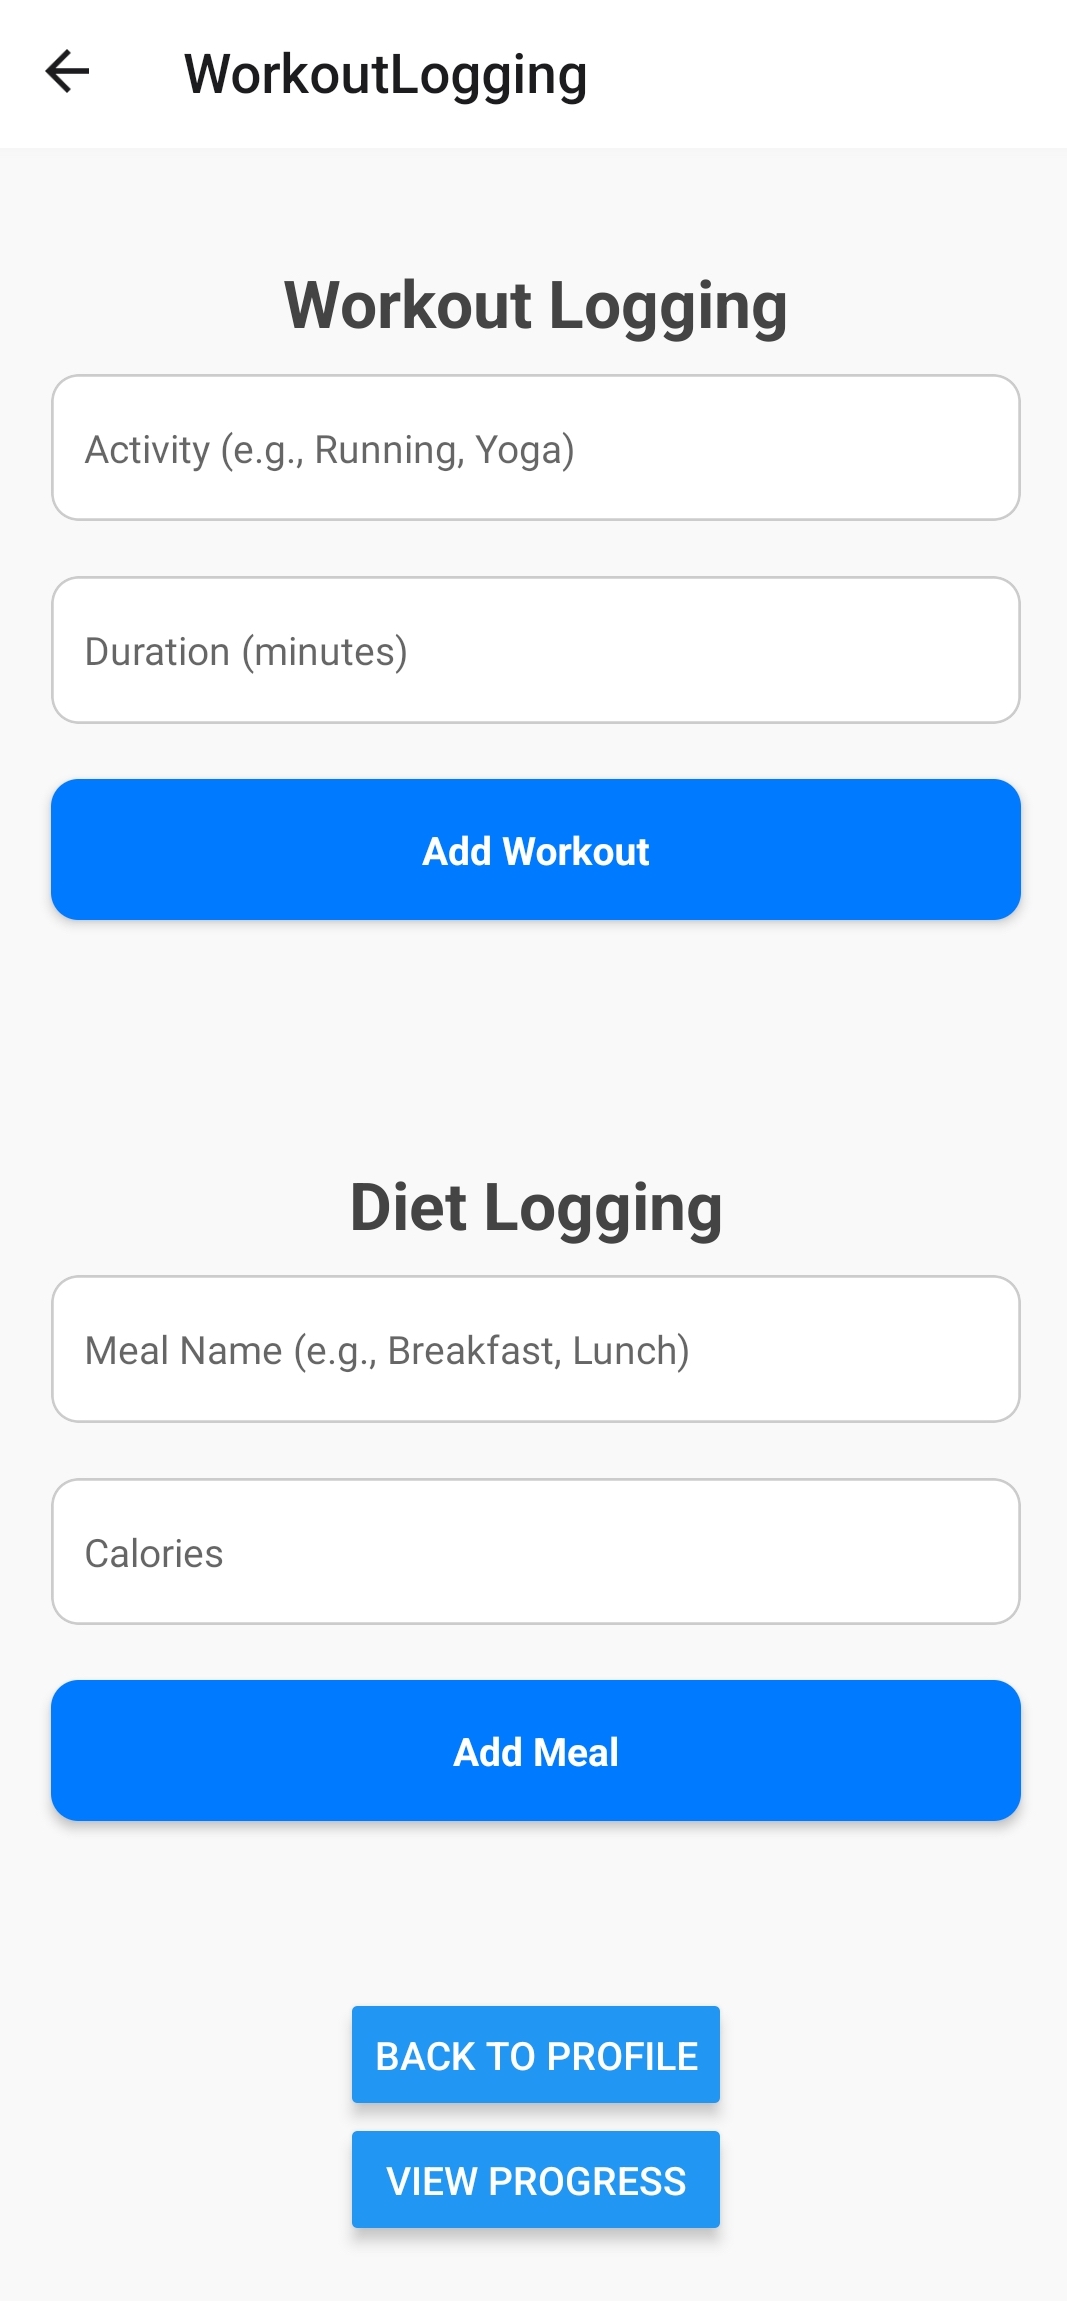 WorkoutLogging
Workout Logging
Activity (e.g., Running, Yoga)
Duration (minutes)
Add Workout
Diet Logging
Meal Name (e.g., Breakfast, Lunch)
Calories
Add Meal
BACK TO PROFILE
VIEW PROGRESS